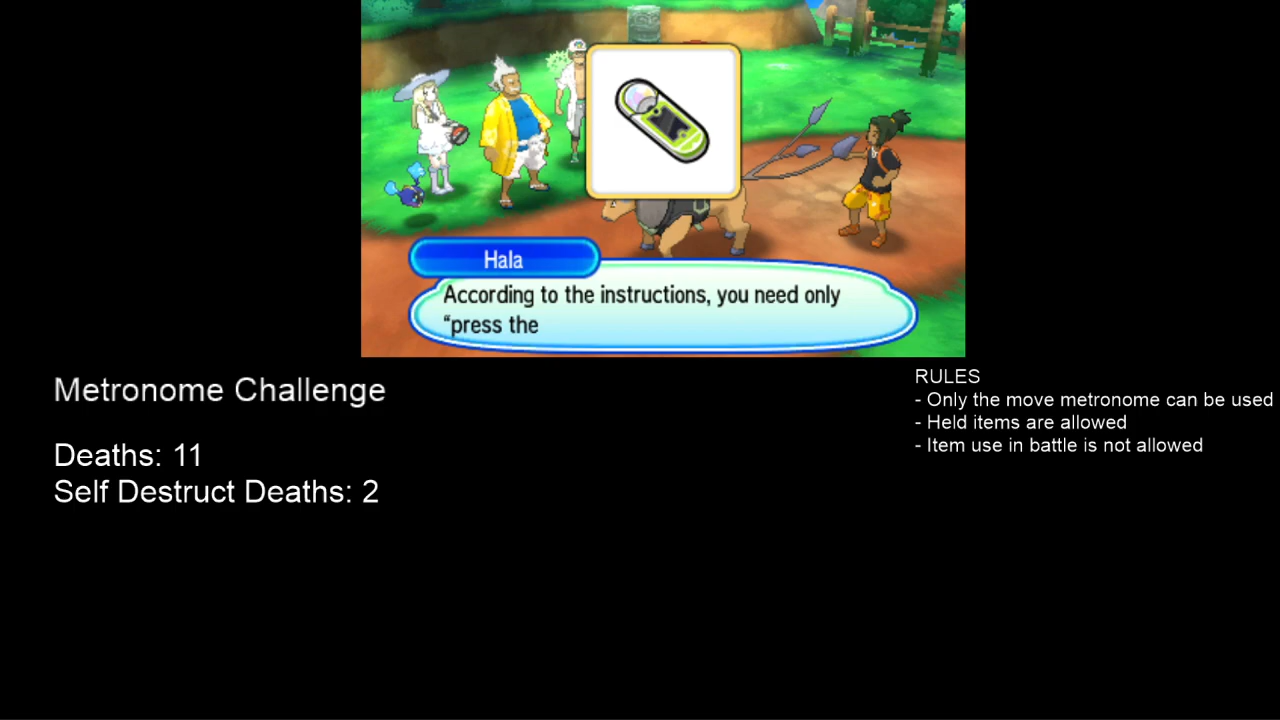 Hala
According to the instructions, you need only
“press the
Metronome Challenge
Deaths: 11
Self Destruct Deaths: 2
RULES
- Only the move metronome can be used
- Held items are allowed
- Item use in battle is not allowed